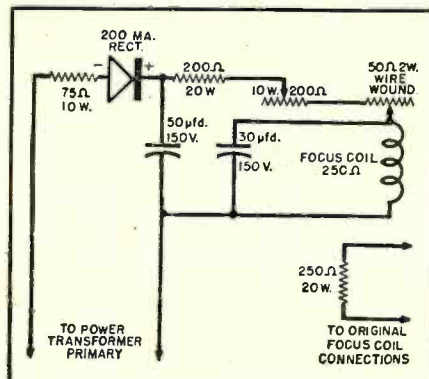 200 MA.
RECT.
- +
75Ω
10 W.
200Ω
20 W
10 W. 200Ω
50Ω 2W.
WIRE
WOUND
50 µfd.
150 V.
30 µfd.
150 V.
FOCUS COIL
250Ω
250Ω
20 W.
TO POWER
TRANSFORMER
PRIMARY
TO ORIGINAL
FOCUS COIL
CONNECTIONS